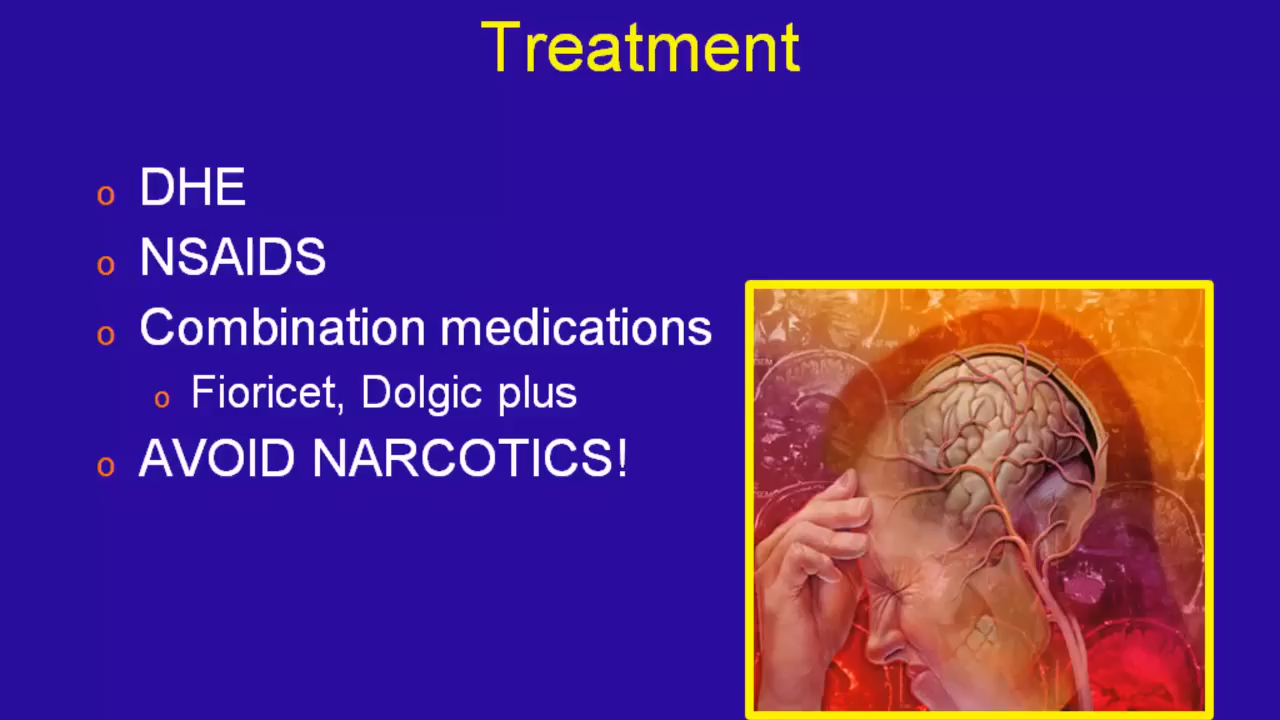 Treatment
o DHE
o NSAIDS
o Combination medications
o Fioricet, Dolgic plus
o AVOID NARCOTICS!